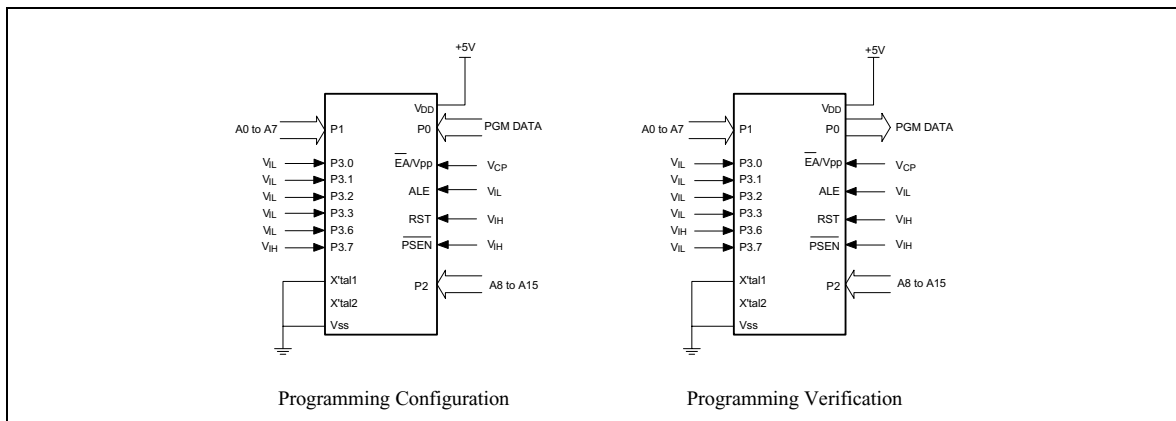 +5V
VDD
A0 to A7
P1
P0
PGM DATA
VIL
P3.0
EA/Vpp
VCP
VIL
P3.1
VIL
P3.2
ALE
VIL
VIL
P3.3
RST
VIH
VIL
P3.6
VIH
P3.7
PSEN
VIH
X'tal1
P2
A8 to A15
X'tal2
Vss
Programming Configuration
+5V
VDD
A0 to A7
P1
P0
PGM DATA
VIL
P3.0
EA/Vpp
VCP
VIL
P3.1
VIL
P3.2
ALE
VIL
VIL
P3.3
RST
VIH
VIH
P3.6
VIL
P3.7
PSEN
VIH
X'tal1
P2
A8 to A15
X'tal2
Vss
Programming Verification